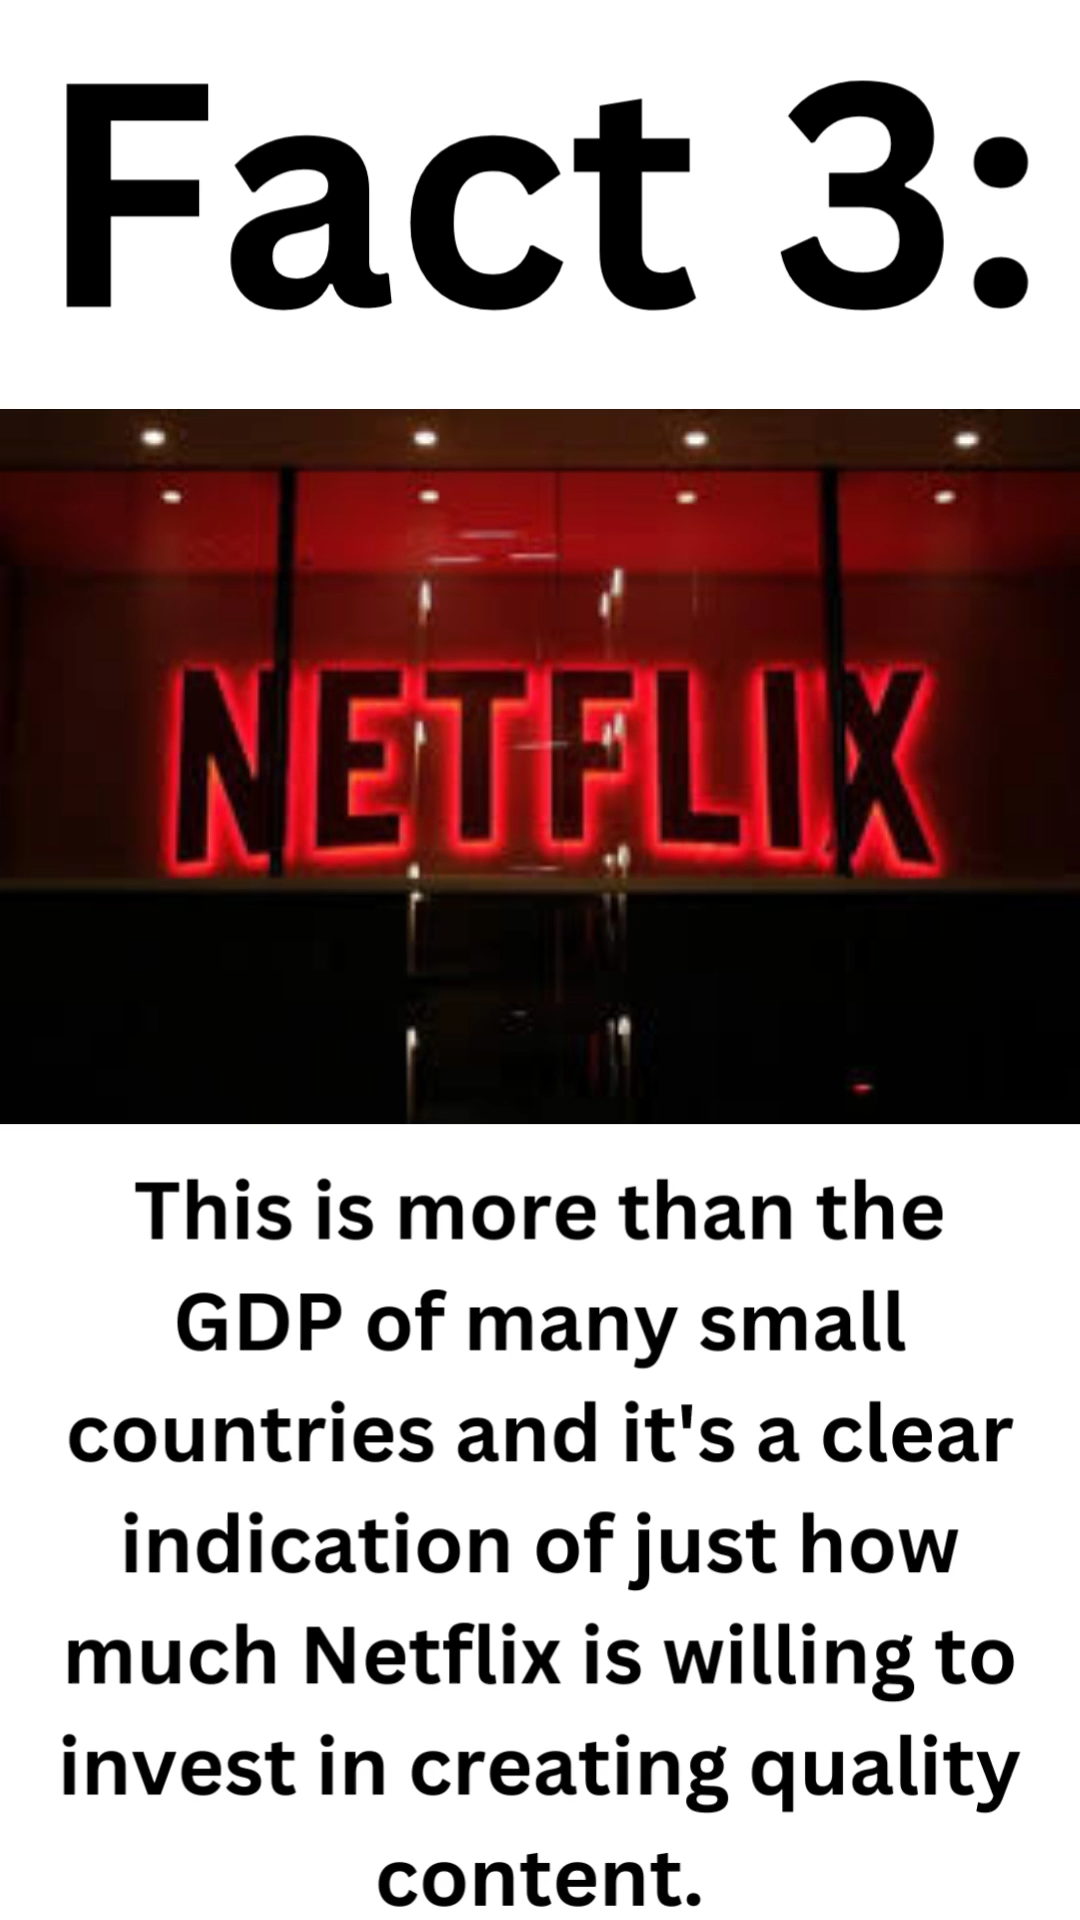 Fact 3:
NETFLIX
This is more than the
GDP of many small
countries and it's a clear
indication of just how
much Netflix is willing to
invest in creating quality
content.